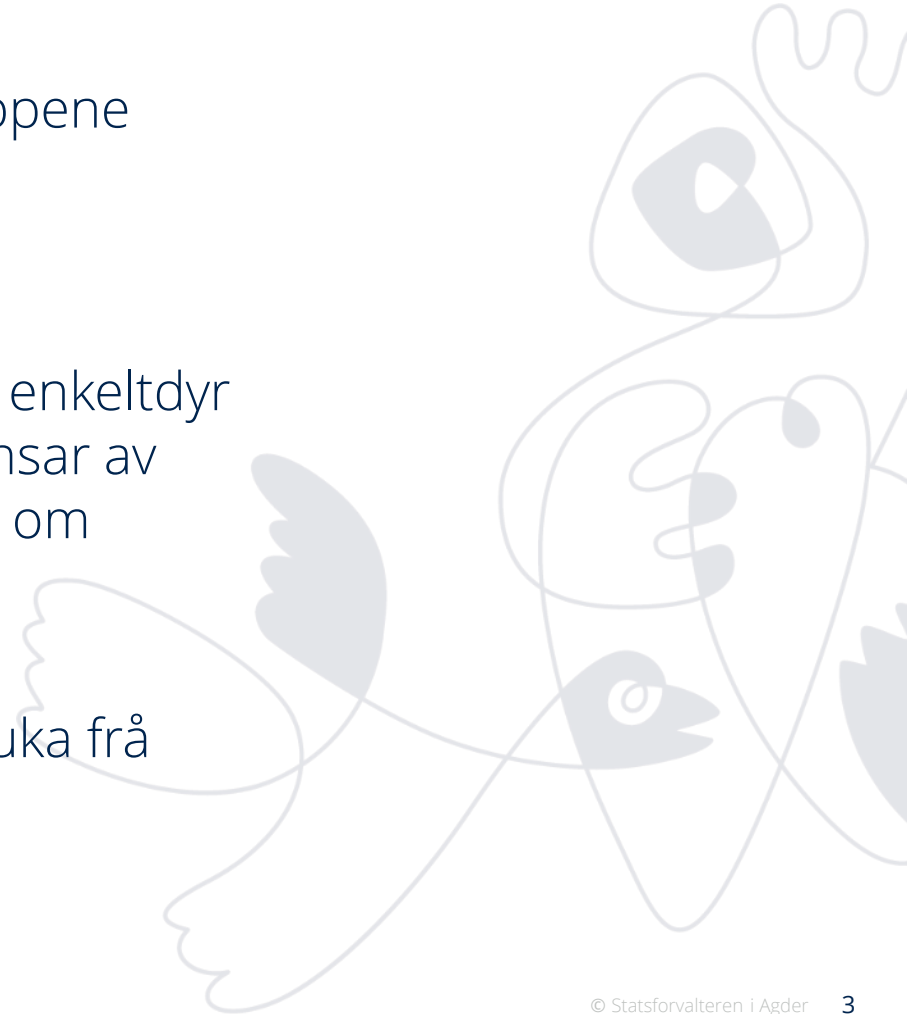 ppene
enkeltdyr
nsar av
om
uka frå
© Statsforvalteren i Agder 3